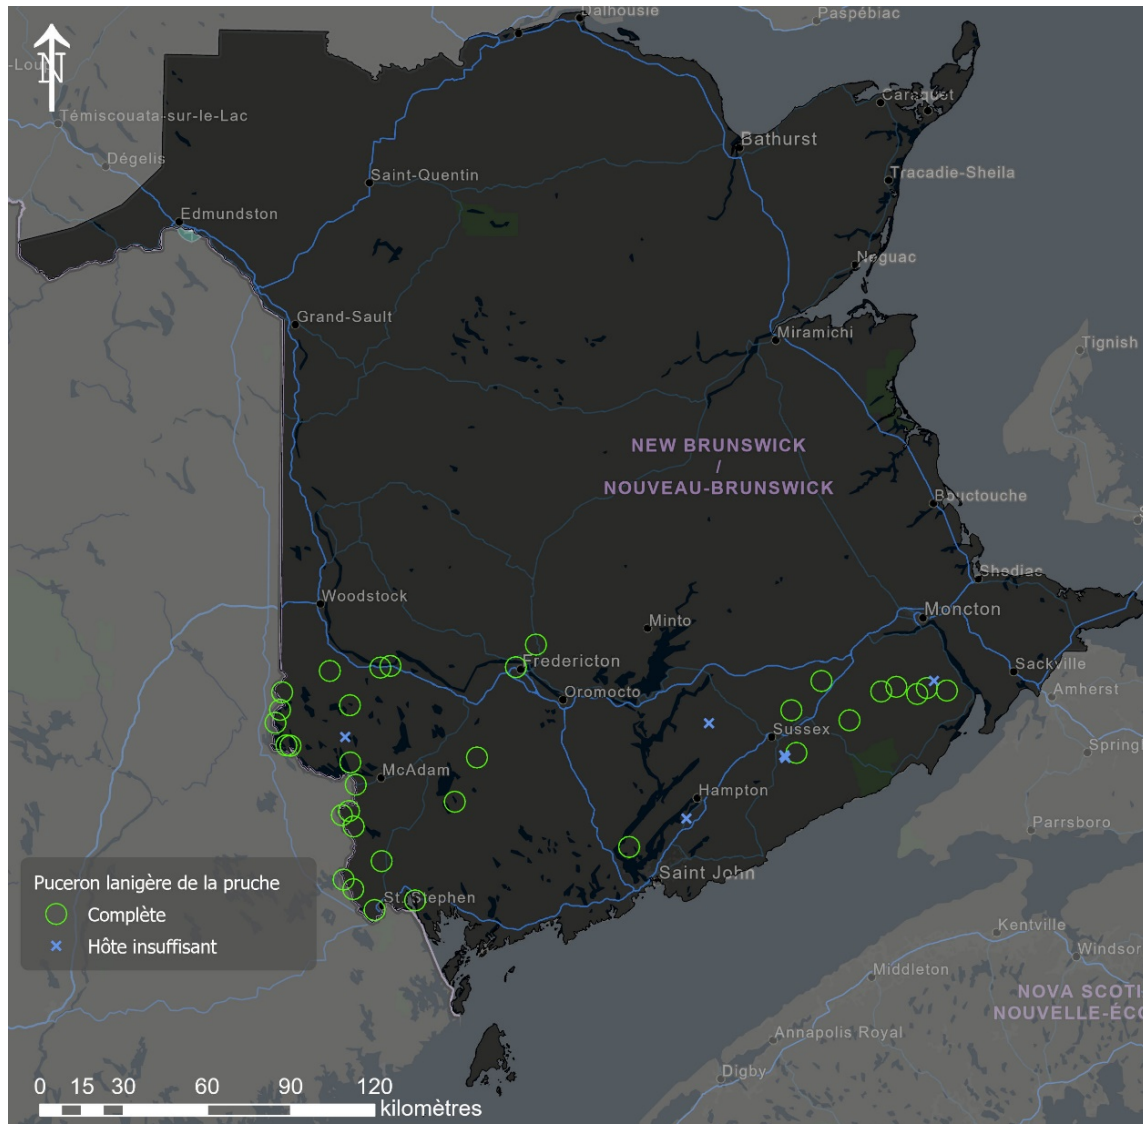 Dalhousie
Paspébiac
N
Caraquet
Témiscouata-sur-le-Lac
Bathurst
Dégelis
Saint-Quentin
Tracadie-Sheila
Edmundston
Néguac
Grand-Sault
Miramichi
Tignish
NEW BRUNSWICK
/
NOUVEAU-BRUNSWICK
Bouctouche
Shediac
Woodstock
Moncton
Minto
Fredericton
Sackville
Oromocto
Amherst
Sussex
McAdam
Hampton
Parrsboro
Saint John
Puceron lanigère de la pruche
St. Stephen
Complète
Hôte insuffisant
Kentville
Windsor
Middleton
NOVA SCOTI
NOUVELLE-ÉCO
Annapolis Royal
Digby
0 15 30 60 90 120
kilomètres